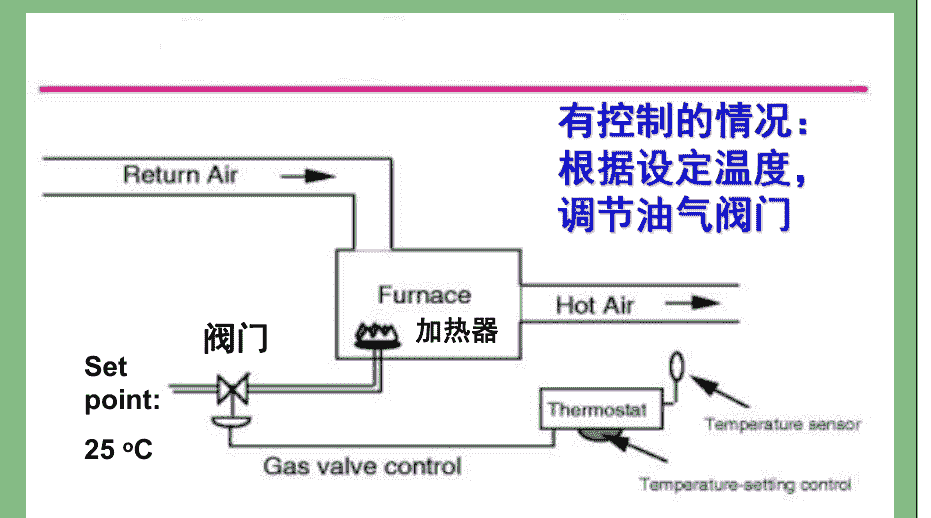 有控制的情况：
根据设定温度，
调节油气阀门
Return Air
Furnace
加热器
Hot Air
阀门
Set
point:
25 ºC
Thermostat
Temperature sensor
Gas valve control
Temperature-setting control